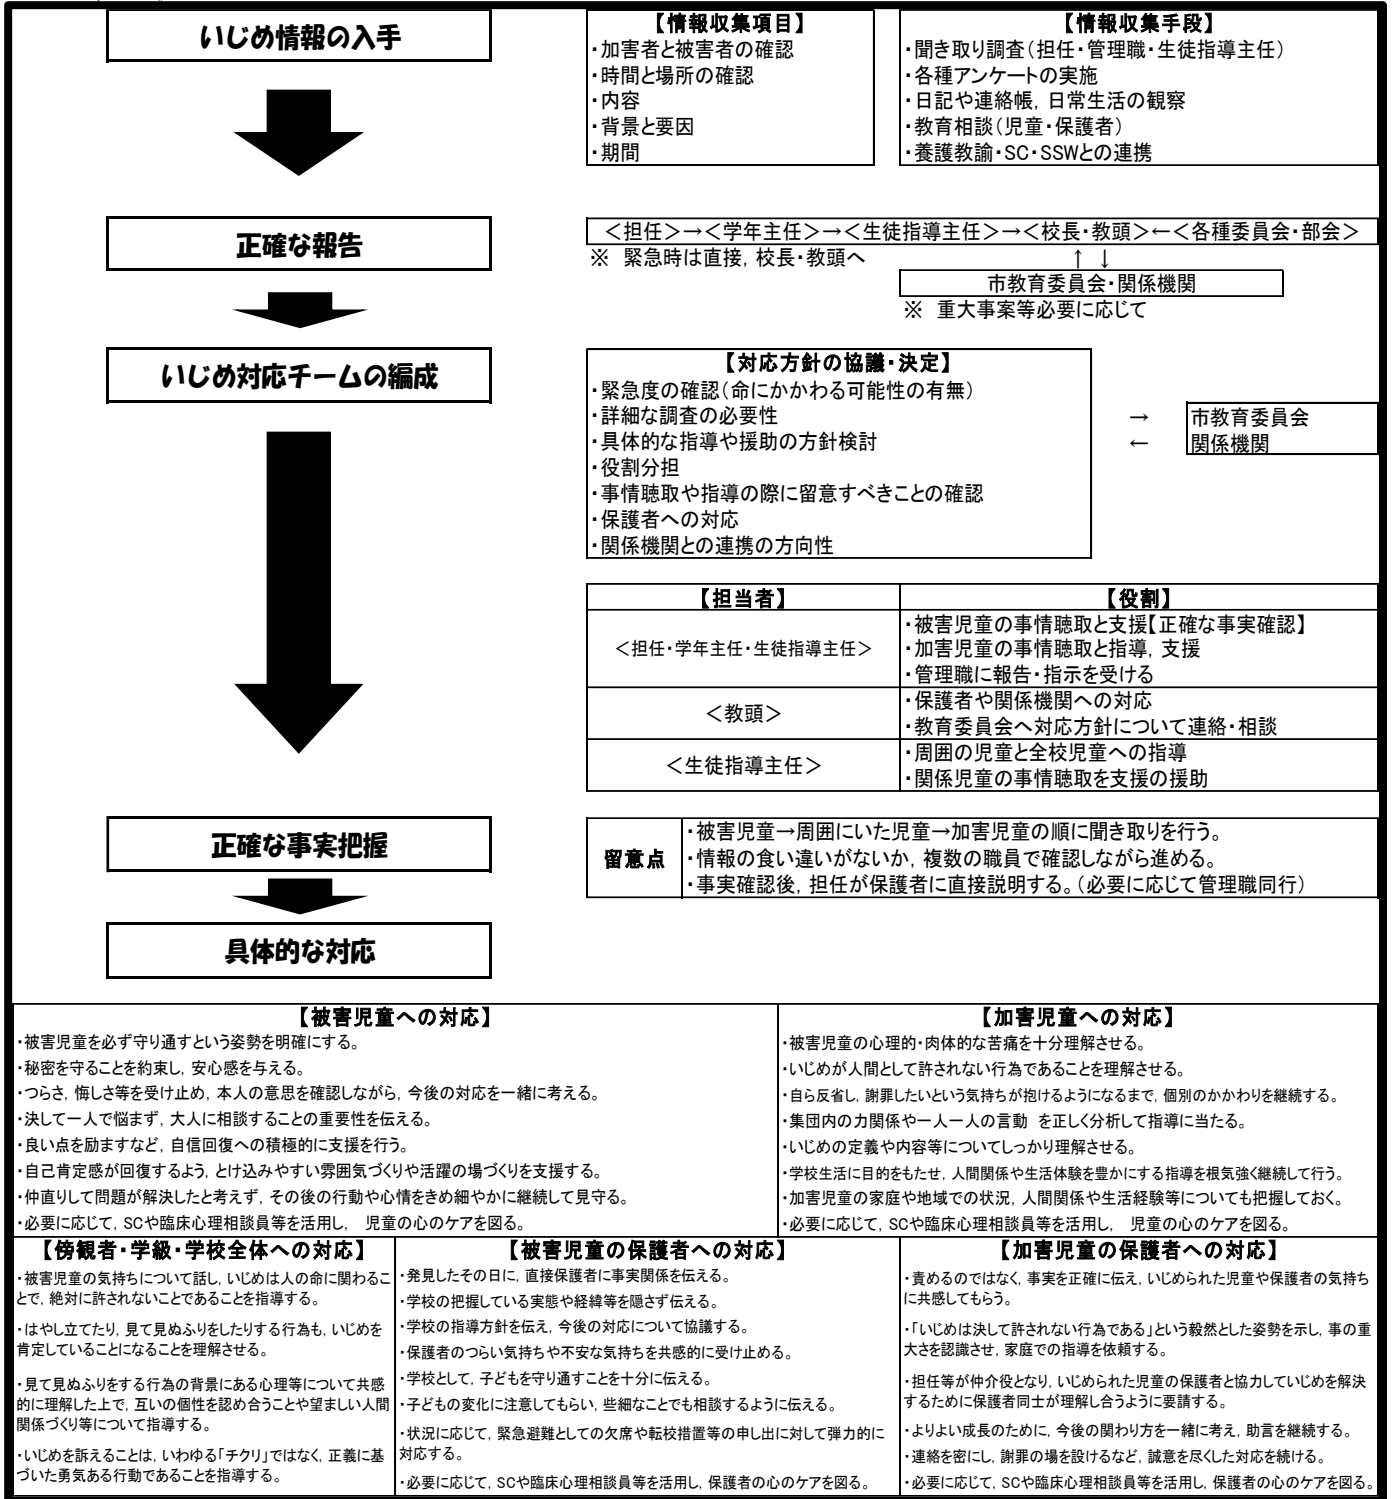 いじめ情報の入手
【情報収集項目】
・加害者と被害者の確認
・時間と場所の確認
・内容
・背景と要因
・期間
【情報収集手段】
・聞き取り調査(担任・管理職・生徒指導主任)
・各種アンケートの実施
・日記や連絡帳，日常生活の観察
・教育相談(児童・保護者)
・養護教諭・SC・SSWとの連携
正確な報告
＜担任＞→＜学年主任＞→＜生徒指導主任＞→＜校長・教頭＞←＜各種委員会・部会＞
※　緊急時は直接，校長・教頭へ
↑ ↓
市教育委員会・関係機関
※　重大事案等必要に応じて
いじめ対応チームの編成
【対応方針の協議・決定】
・緊急度の確認(命にかかわる可能性の有無)
・詳細な調査の必要性
・具体的な指導や援助の方針検討
・役割分担
・事情聴取や指導の際に留意すべきことの確認
・保護者への対応
・関係機関との連携の方向性
→
←
市教育委員会
関係機関
【担当者】
【役割】
＜担任・学年主任・生徒指導主任＞
・被害児童の事情聴取と支援【正確な事実確認】
・加害児童の事情聴取と指導，支援
・管理職に報告・指示を受ける
＜教頭＞
・保護者や関係機関への対応
・教育委員会へ対応方針について連絡・相談
＜生徒指導主任＞
・周囲の児童と全校児童への指導
・関係児童の事情聴取を支援の援助
正確な事実把握
留意点
・被害児童→周囲にいた児童→加害児童の順に聞き取りを行う。
・情報の食い違いがないか，複数の職員で確認しながら進める。
・事実確認後，担任が保護者に直接説明する。(必要に応じて管理職同行)
具体的な対応
【被害児童への対応】
・被害児童を必ず守り通すという姿勢を明確にする。
・秘密を守ることを約束し，安心感を与える。
・つらさ，悔しさ等を受け止め，本人の意思を確認しながら，今後の対応を一緒に考える。
・決して一人で悩まず，大人に相談することの重要性を伝える。
・良い点を励ますなど，自信回復への積極的に支援を行う。
・自己肯定感が回復するよう，とけ込みやすい雰囲気づくりや活躍の場づくりを支援する。
・仲直りして問題が解決したと考えず，その後の行動や心情をきめ細やかに継続して見守る。
・必要に応じて，SCや臨床心理相談員等を活用し，　児童の心のケアを図る。
【加害児童への対応】
・被害児童の心理的・肉体的な苦痛を十分理解させる。
・いじめが人間として許されない行為であることを理解させる。
・自ら反省し，謝罪したいという気持ちが抱けるようになるまで，個別のかかわりを継続する。
・集団内の力関係や一人一人の言動 を正しく分析して指導に当たる。
・いじめの定義や内容等についてしっかり理解させる。
・学校生活に目的をもたせ，人間関係や生活体験を豊かにする指導を根気強く継続して行う。
・加害児童の家庭や地域での状況，人間関係や生活経験等についても把握しておく。
・必要に応じて，SCや臨床心理相談員等を活用し，　児童の心のケアを図る。
【傍観者・学級・学校全体への対応】
・被害児童の気持ちについて話し，いじめは人の命に関わるこ
とで，絶対に許されないことであることを指導する。
・はやし立てたり，見て見ぬふりをしたりする行為も，いじめを
肯定していることになることを理解させる。
・見て見ぬふりをする行為の背景にある心理等について共感
的に理解した上で，互いの個性を認め合うことや望ましい人間
関係づくり等について指導する。
・いじめを訴えることは，いわゆる「チクリ」ではなく，正義に基
づいた勇気ある行動であることを指導する。
【被害児童の保護者への対応】
・発見したその日に，直接保護者に事実関係を伝える。
・学校の把握している実態や経緯等を隠さず伝える。
・学校の指導方針を伝え，今後の対応について協議する。
・保護者のつらい気持ちや不安な気持ちを共感的に受け止める。
・学校として，子どもを守り通すことを十分に伝える。
・子どもの変化に注意してもらい，些細なことでも相談するように伝える。
・状況に応じて，緊急避難としての欠席や転校措置等の申し出に対して弾力的に
対応する。
・必要に応じて，SCや臨床心理相談員等を活用し，保護者の心のケアを図る。
【加害児童の保護者への対応】
・責めるのではなく，事実を正確に伝え，いじめられた児童や保護者の気持ち
に共感してもらう。
・「いじめは決して許されない行為である」という毅然とした姿勢を示し，事の重
大さを認識させ，家庭での指導を依頼する。
・担任等が仲介役となり，いじめられた児童の保護者と協力していじめを解決
するために保護者同士が理解し合うように要請する。
・よりよい成長のために，今後の関わり方を一緒に考え，助言を継続する。
・連絡を密にし，謝罪の場を設けるなど，誠意を尽くした対応を続ける。
・必要に応じて，SCや臨床心理相談員等を活用し，保護者の心のケアを図る。